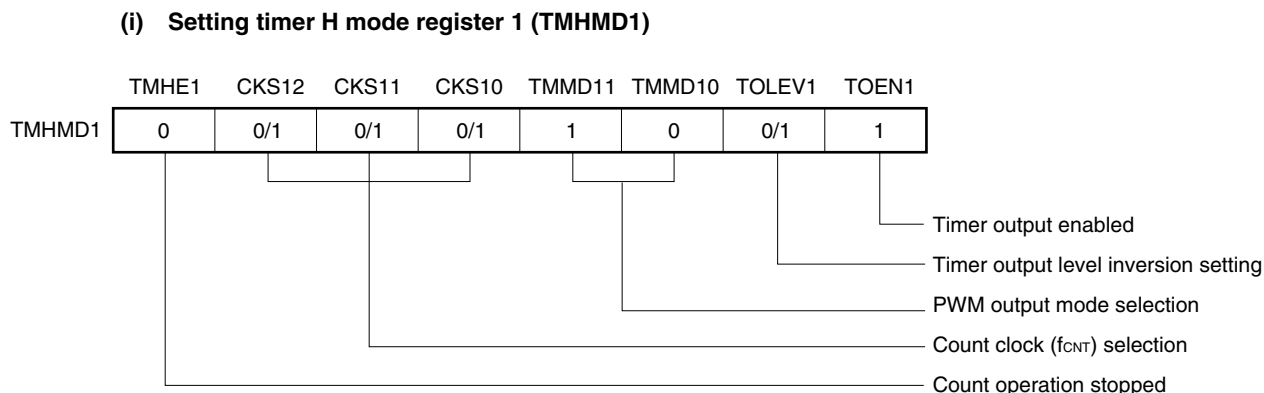 (i) Setting timer H mode register 1 (TMHMD1)
TMHE1 CKS12 CKS11 CKS10 TMMD11 TMMD10 TOLEV1 TOEN1
TMHMD1 0 0/1 0/1 0/1 1 0 0/1 1
Timer output enabled
Timer output level inversion setting
PWM output mode selection
Count clock (fCNT) selection
Count operation stopped